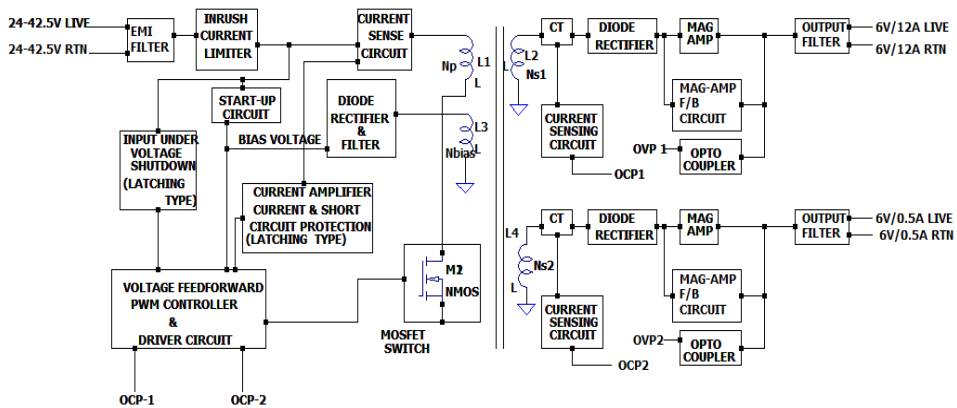 24-42.5V LIVE
24-42.5V RTN
EMI
FILTER
INRUSH
CURRENT
LIMITER
CURRENT
SENSE
CIRCUIT
Np
L1
L
L2
L
Ns1
CT
DIODE
RECTIFIER
MAG
AMP
OUTPUT
FILTER
6V/12A LIVE
6V/12A RTN
START-UP
CIRCUIT
DIODE
RECTIFIER
&
FILTER
L3
L
Nbias
BIAS VOLTAGE
INPUT UNDER
VOLTAGE
SHUTDOWN
(LATCHING
TYPE)
CURRENT AMPLIFIER
CURRENT & SHORT
CIRCUIT PROTECTION
(LATCHING TYPE)
CURRENT
SENSING
CIRCUIT
OCP1
MAG-AMP
F/B
CIRCUIT
OVP 1
OPTO
COUPLER
VOLTAGE FEEDFORWARD
PWM CONTROLLER
&
DRIVER CIRCUIT
OCP-1
OCP-2
NMOS
MOSFET
SWITCH
L4
Ns2
L
CT
DIODE
RECTIFIER
MAG
AMP
OUTPUT
FILTER
6V/0.5A LIVE
6V/0.5A RTN
CURRENT
SENSING
CIRCUIT
OCP2
MAG-AMP
F/B
CIRCUIT
OVP2
OPTO
COUPLER